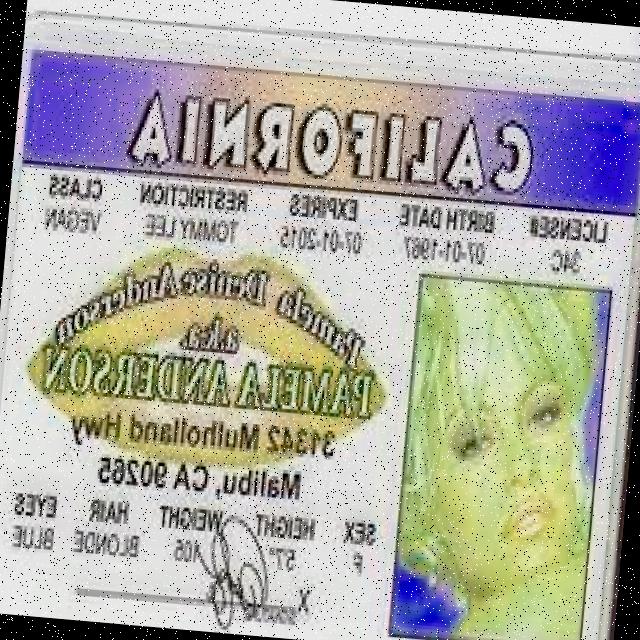 CALIFORNIA
LICENSE# BIRTH DATE EXPIRES RESTRICTION CLASS
34C 07-01-1967 07-01-2015 TOMMY LEE VEGAN
Pamela Denise Anderson
a.k.a.
PAMELA ANDERSON
31342 Mulholland Hwy
Malibu, CA 90265
SEX HEIGHT WEIGHT HAIR EYES
F 5'7" 105 BLONDE BLUE
X